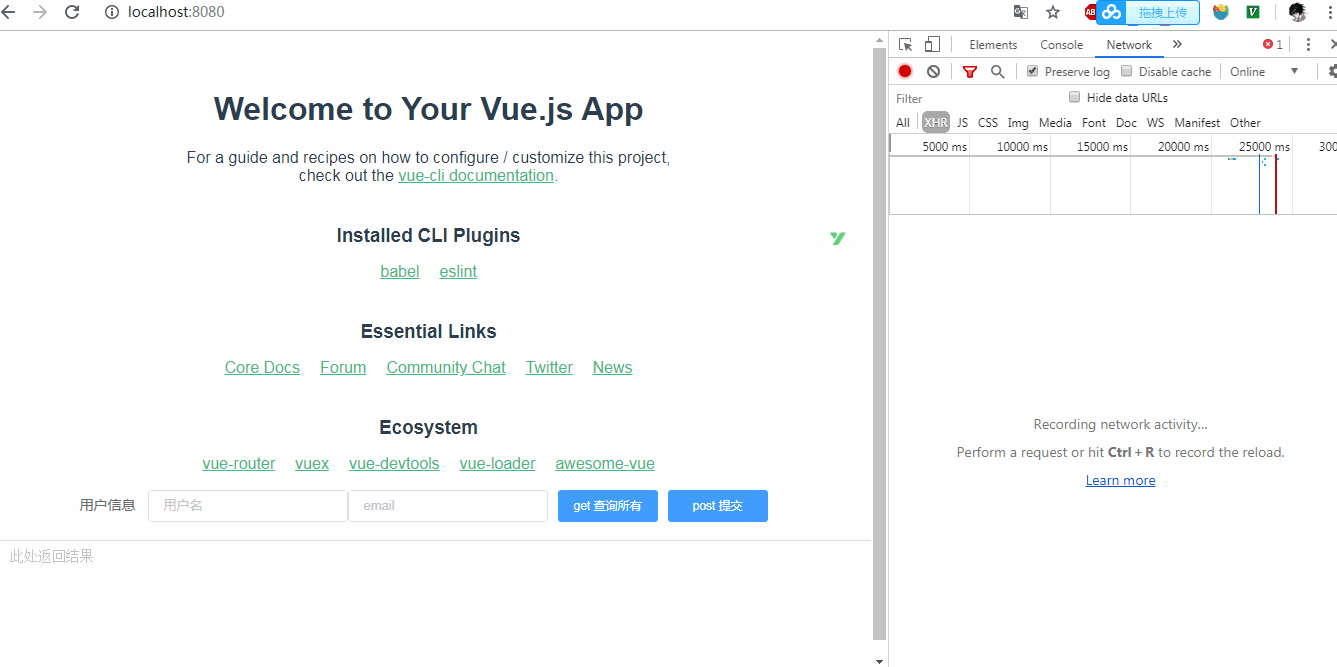 localhost:8080
拖拽上传
Welcome to Your Vue.js App
For a guide and recipes on how to configure / customize this project,
check out the vue-cli documentation.
Installed CLI Plugins
babel eslint
Essential Links
Core Docs Forum Community Chat Twitter News
Ecosystem
vue-router vuex vue-devtools vue-loader awesome-vue
用户信息 用户名 email get 查询所有 post 提交
此处返回结果
Elements Console Network 1
Preserve log Disable cache Online
Filter Hide data URLs
All XHR JS CSS Img Media Font Doc WS Manifest Other
5000 ms 10000 ms 15000 ms 20000 ms 25000 ms 300
Recording network activity...
Perform a request or hit Ctrl + R to record the reload.
Learn more